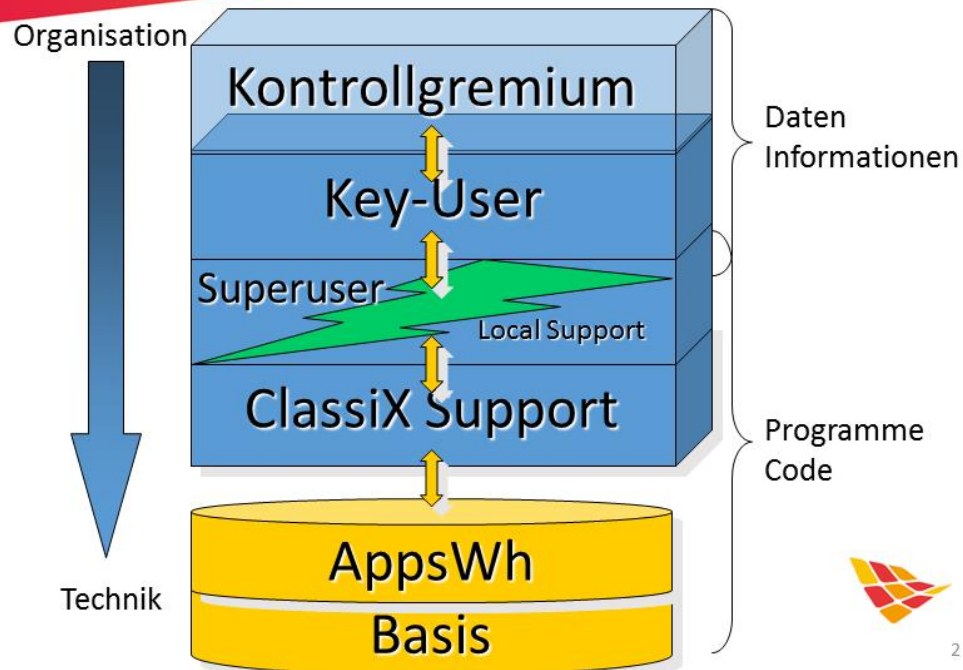 Organisation
Kontrollgremium
Daten
Informationen
Key-User
Superuser
Local Support
ClassiX Support
Programme
Code
AppsWh
Technik
Basis
2